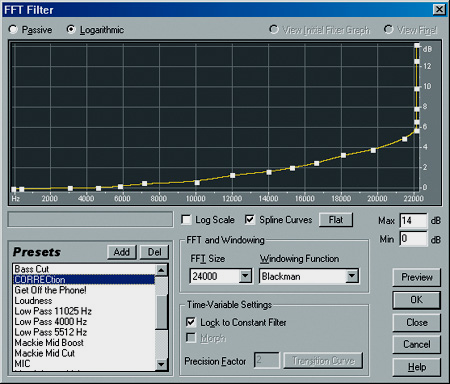 FFT Filter
Passive Logarithmic View Initial Filter Graph View Final
dB
12
10
8
6
4
2
0
Hz 2000 4000 6000 8000 10000 12000 14000 16000 18000 20000 22000
Log Scale Spline Curves Flat Max 14 dB
Min 0 dB
Presets Add Del
Bass Cut
CORRECtion
Get Off the Phone!
Loudness
Low Pass 11025 Hz
Low Pass 4000 Hz
Low Pass 5512 Hz
Mackie Mid Boost
Mackie Mid Cut
MIC
FFT and Windowing
FFT Size Windowing Function
24000 Blackman
Time-Variable Settings
Lock to Constant Filter
Morph
Precision Factor 2 Transition Curve
Preview
OK
Close
Cancel
Help